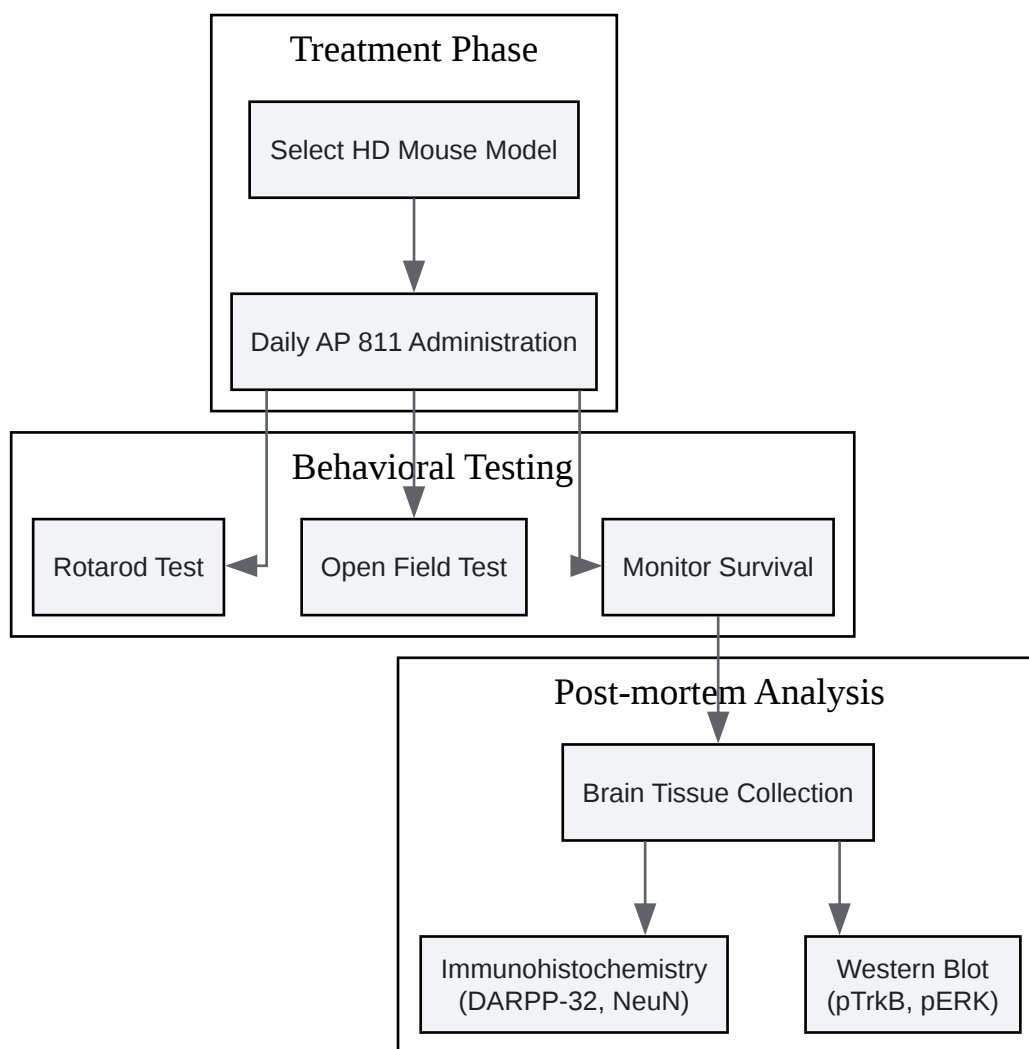 Treatment Phase
Select HD Mouse Model
Daily AP 811 Administration
Behavioral Testing
Rotarod Test
Open Field Test
Monitor Survival
Post-mortem Analysis
Brain Tissue Collection
Immunohistochemistry
(DARPP-32, NeuN)
Western Blot
(pTrkB, pERK)